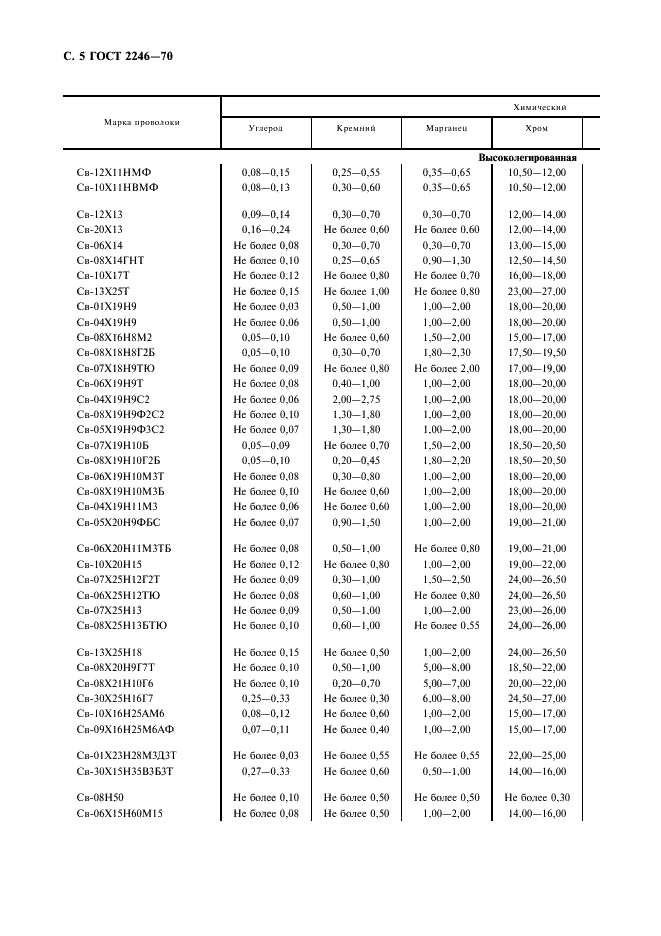 С. 5 ГОСТ 2246—70
Марка проволоки Химический
Углерод Кремний Марганец Хром
Высоколегированная
Св-12Х11НМФ 0,08—0,15 0,25—0,55 0,35—0,65 10,50—12,00
Св-10Х11НВМФ 0,08—0,13 0,30—0,60 0,35—0,65 10,50—12,00
Св-12Х13 0,09—0,14 0,30—0,70 0,30—0,70 12,00—14,00
Св-20Х13 0,16—0,24 Не более 0,60 Не более 0,60 12,00—14,00
Св-06Х14 Не более 0,08 0,30—0,70 0,30—0,70 13,00—15,00
Св-08Х14ГНТ Не более 0,10 0,25—0,65 0,90—1,30 12,50—14,50
Св-10Х17Т Не более 0,12 Не более 0,80 Не более 0,70 16,00—18,00
Св-13Х25Т Не более 0,15 Не более 1,00 Не более 0,80 23,00—27,00
Св-01Х19Н9 Не более 0,03 0,50—1,00 1,00—2,00 18,00—20,00
Св-04Х19Н9 Не более 0,06 0,50—1,00 1,00—2,00 18,00—20,00
Св-08Х16Н8М2 0,05—0,10 Не более 0,60 1,50—2,00 15,00—17,00
Св-08Х18Н8Г2Б 0,05—0,10 0,30—0,70 1,80—2,30 17,50—19,50
Св-07Х18Н9ТЮ Не более 0,09 Не более 0,80 Не более 2,00 17,00—19,00
Св-06Х19Н9Т Не более 0,08 0,40—1,00 1,00—2,00 18,00—20,00
Св-04Х19Н9С2 Не более 0,06 2,00—2,75 1,00—2,00 18,00—20,00
Св-08Х19Н9Ф2С2 Не более 0,10 1,30—1,80 1,00—2,00 18,00—20,00
Св-05Х19Н9Ф3С2 Не более 0,07 1,30—1,80 1,00—2,00 18,00—20,00
Св-07Х19Н10Б 0,05—0,09 Не более 0,70 1,50—2,00 18,50—20,50
Св-08Х19Н10Г2Б 0,05—0,10 0,20—0,45 1,80—2,20 18,50—20,50
Св-06Х19Н10М3Т Не более 0,08 0,30—0,80 1,00—2,00 18,00—20,00
Св-08Х19Н10М3Б Не более 0,10 Не более 0,60 1,00—2,00 18,00—20,00
Св-04Х19Н11М3 Не более 0,06 Не более 0,60 1,00—2,00 18,00—20,00
Св-05Х20Н9ФБС Не более 0,07 0,90—1,50 1,00—2,00 19,00—21,00
Св-06Х20Н11М3ТБ Не более 0,08 0,50—1,00 Не более 0,80 19,00—21,00
Св-10Х20Н15 Не более 0,12 Не более 0,80 1,00—2,00 19,00—22,00
Св-07Х25Н12Г2Т Не более 0,09 0,30—1,00 1,50—2,50 24,00—26,50
Св-06Х25Н12ТЮ Не более 0,08 0,60—1,00 Не более 0,80 24,00—26,50
Св-07Х25Н13 Не более 0,09 0,50—1,00 1,00—2,00 23,00—26,00
Св-08Х25Н13БТЮ Не более 0,10 0,60—1,00 Не более 0,55 24,00—26,00
Св-13Х25Н18 Не более 0,15 Не более 0,50 1,00—2,00 24,00—26,50
Св-08Х20Н9Г7Т Не более 0,10 0,50—1,00 5,00—8,00 18,50—22,00
Св-08Х21Н10Г6 Не более 0,10 0,20—0,70 5,00—7,00 20,00—22,00
Св-30Х25Н16Г7 0,25—0,33 Не более 0,30 6,00—8,00 24,50—27,00
Св-10Х16Н25АМ6 0,08—0,12 Не более 0,60 1,00—2,00 15,00—17,00
Св-09Х16Н25М6АФ 0,07—0,11 Не более 0,40 1,00—2,00 15,00—17,00
Св-01Х23Н28М3Д3Т Не более 0,03 Не более 0,55 Не более 0,55 22,00—25,00
Св-30Х15Н35В3Б3Т 0,27—0,33 Не более 0,60 0,50—1,00 14,00—16,00
Св-08Н50 Не более 0,10 Не более 0,50 Не более 0,50 Не более 0,30
Св-06Х15Н60М15 Не более 0,08 Не более 0,50 1,00—2,00 14,00—16,00